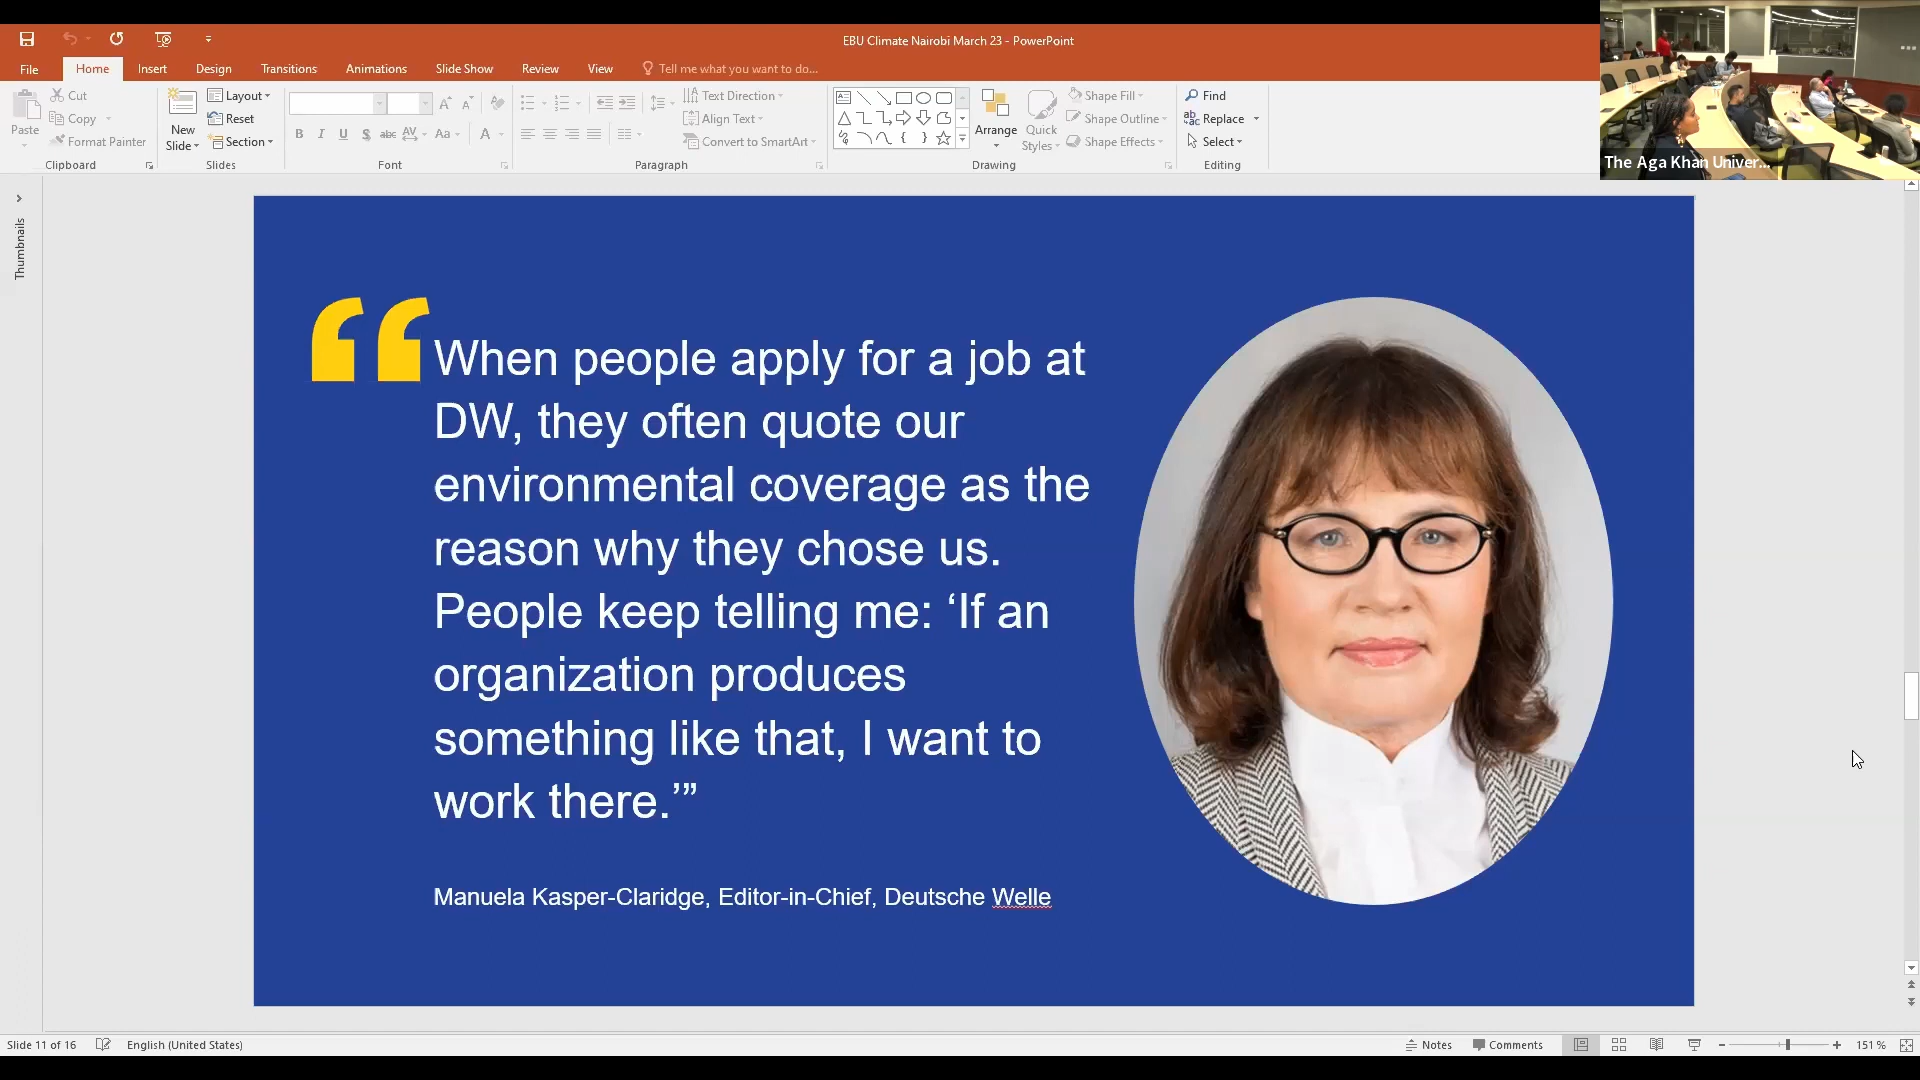 EBU Climate Nairobi March 23 - PowerPoint
File Home Insert Design Transitions Animations Slide Show Review View Tell me what you want to do...
Paste
Cut
Copy
Format Painter
Clipboard
New
Slide
Layout
Reset
Section
Slides
B I U S abc AV Aa A
Font
Text Direction
Align Text
Convert to SmartArt
Paragraph
Arrange
Quick
Styles
Shape Fill
Shape Outline
Shape Effects
Drawing
Find
Replace
Select
Editing
The Aga Khan Univer...
Thumbnails
“When people apply for a job at
DW, they often quote our
environmental coverage as the
reason why they chose us.
People keep telling me: ‘If an
organization produces
something like that, I want to
work there.’”
Manuela Kasper-Claridge, Editor-in-Chief, Deutsche Welle
Slide 11 of 16 English (United States) Notes Comments 151 %